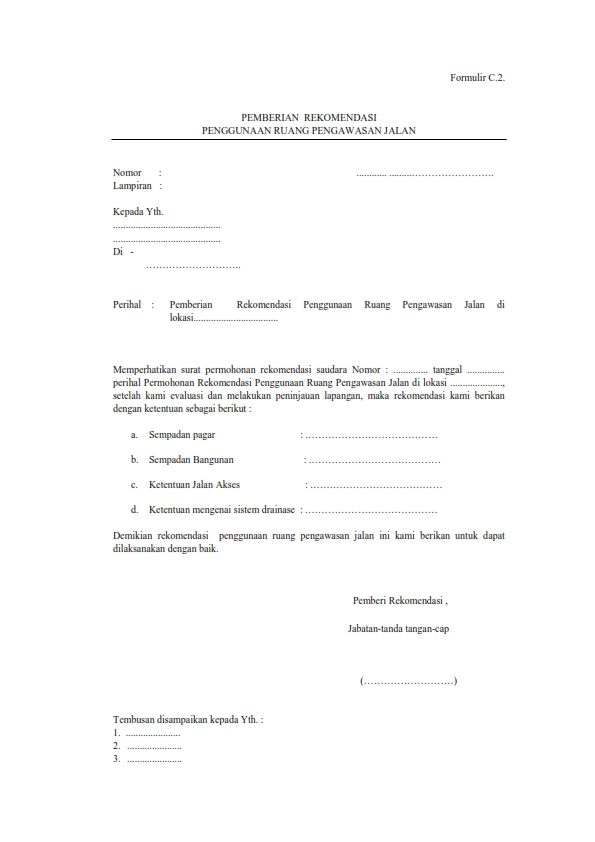 Formulir C.2.
PEMBERIAN REKOMENDASI
PENGGUNAAN RUANG PENGAWASAN JALAN
Nomor : ............ .........…………………….
Lampiran :
Kepada Yth.
...........................................
...........................................
Di -
………………………..
Perihal : Pemberian Rekomendasi Penggunaan Ruang Pengawasan Jalan di
lokasi..................................
Memperhatikan surat permohonan rekomendasi saudara Nomor : .............. tanggal ...............
perihal Permohonan Rekomendasi Penggunaan Ruang Pengawasan Jalan di lokasi .....................,
setelah kami evaluasi dan melakukan peninjauan lapangan, maka rekomendasi kami berikan
dengan ketentuan sebagai berikut :
a. Sempadan pagar : ………………………………….
b. Sempadan Bangunan : ………………………………….
c. Ketentuan Jalan Akses : ………………………………….
d. Ketentuan mengenai sistem drainase : ………………………………….
Demikian rekomendasi penggunaan ruang pengawasan jalan ini kami berikan untuk dapat
dilaksanakan dengan baik.
Pemberi Rekomendasi ,
Jabatan-tanda tangan-cap
(………………………)
Tembusan disampaikan kepada Yth. :
1. ......................
2. ......................
3. ......................